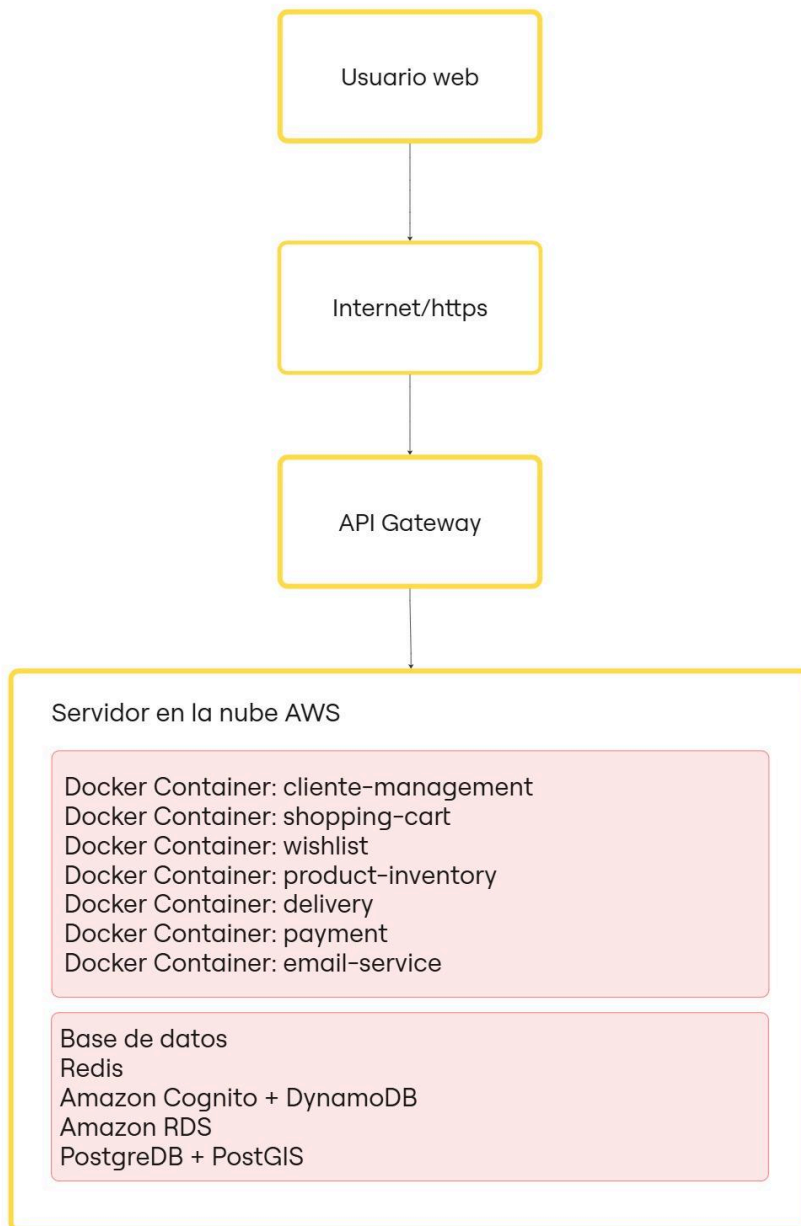 Usuario web
Internet/https
API Gateway
Servidor en la nube AWS
Docker Container: cliente-management
Docker Container: shopping-cart
Docker Container: wishlist
Docker Container: product-inventory
Docker Container: delivery
Docker Container: payment
Docker Container: email-service
Base de datos
Redis
Amazon Cognito + DynamoDB
Amazon RDS
PostgreDB + PostGIS